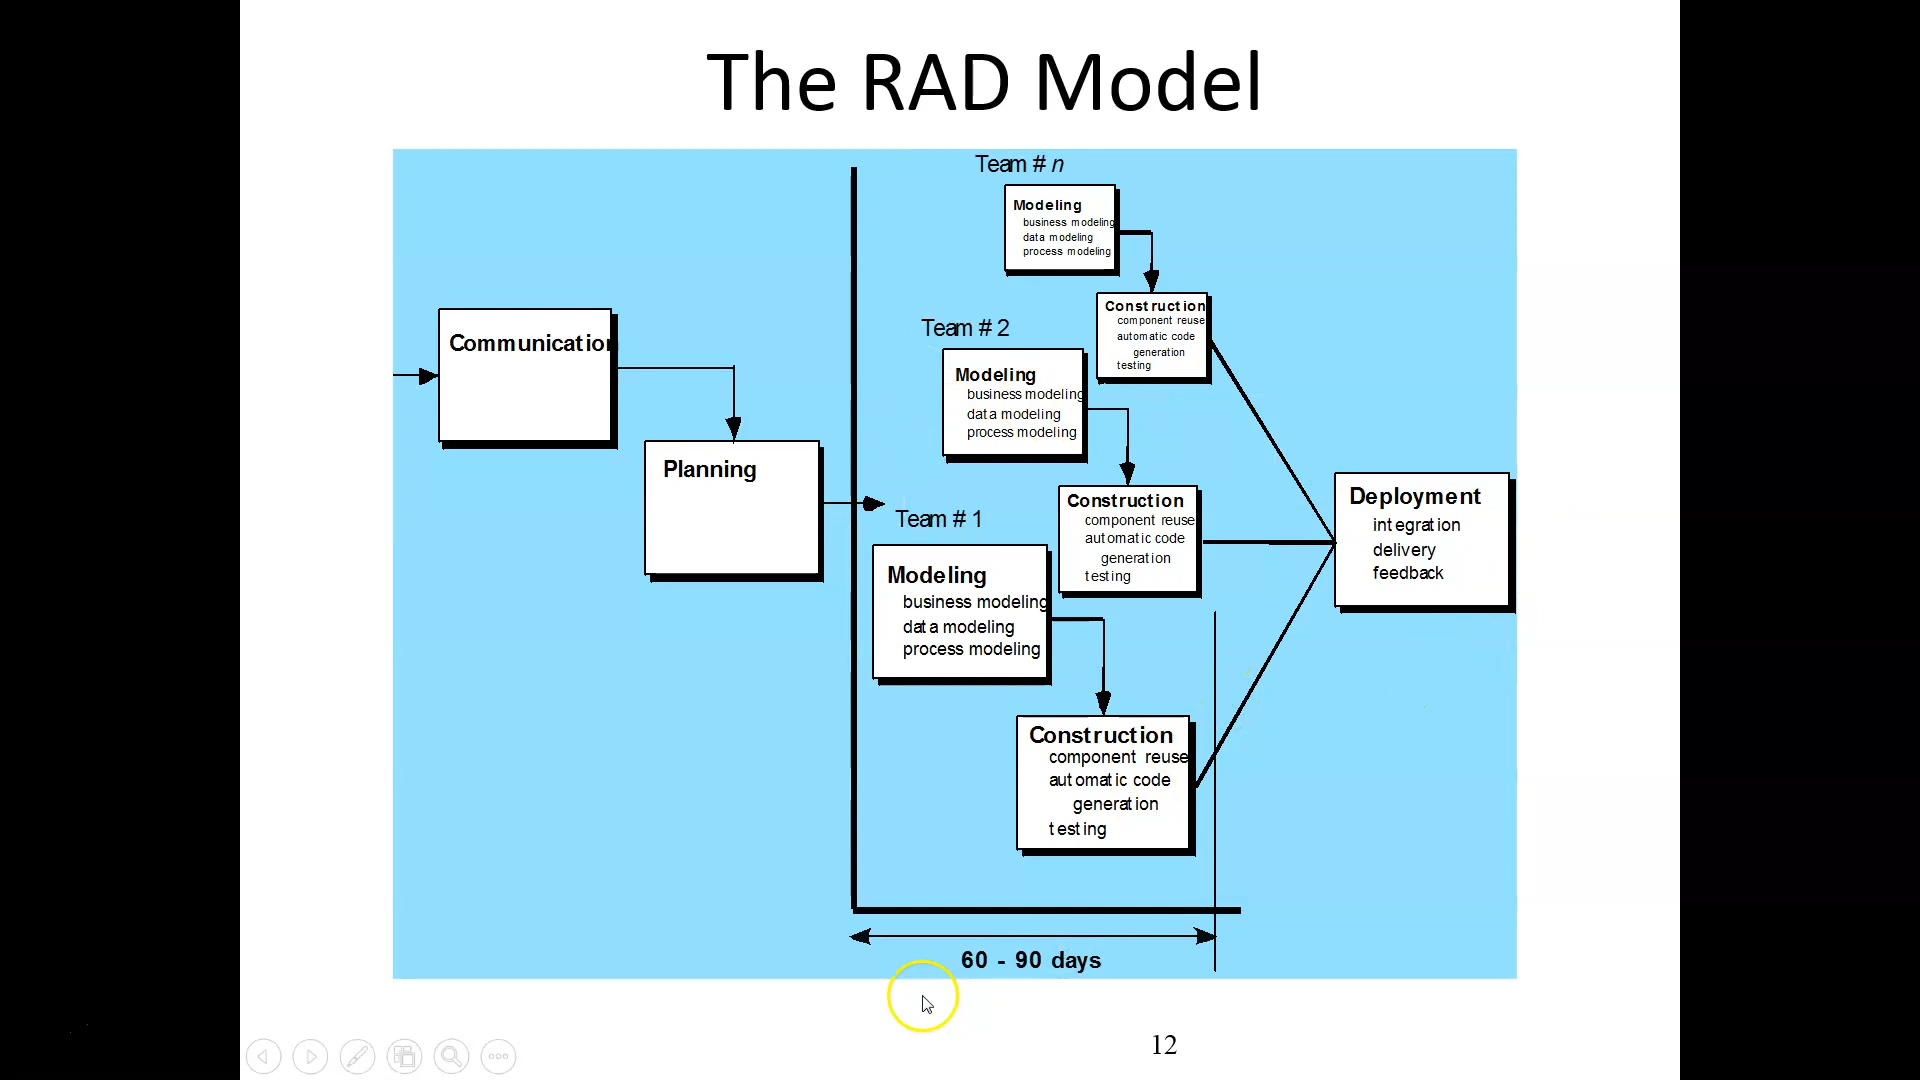 The RAD Model
Team # n
Modeling
business modeling
data modeling
process modeling
Construction
component reuse
automatic code
generation
testing
Team # 2
Modeling
business modeling
data modeling
process modeling
Construction
component reuse
automatic code
generation
testing
Communication
Planning
Team # 1
Modeling
business modeling
data modeling
process modeling
Construction
component reuse
automatic code
generation
testing
Deployment
integration
delivery
feedback
60 - 90 days
12